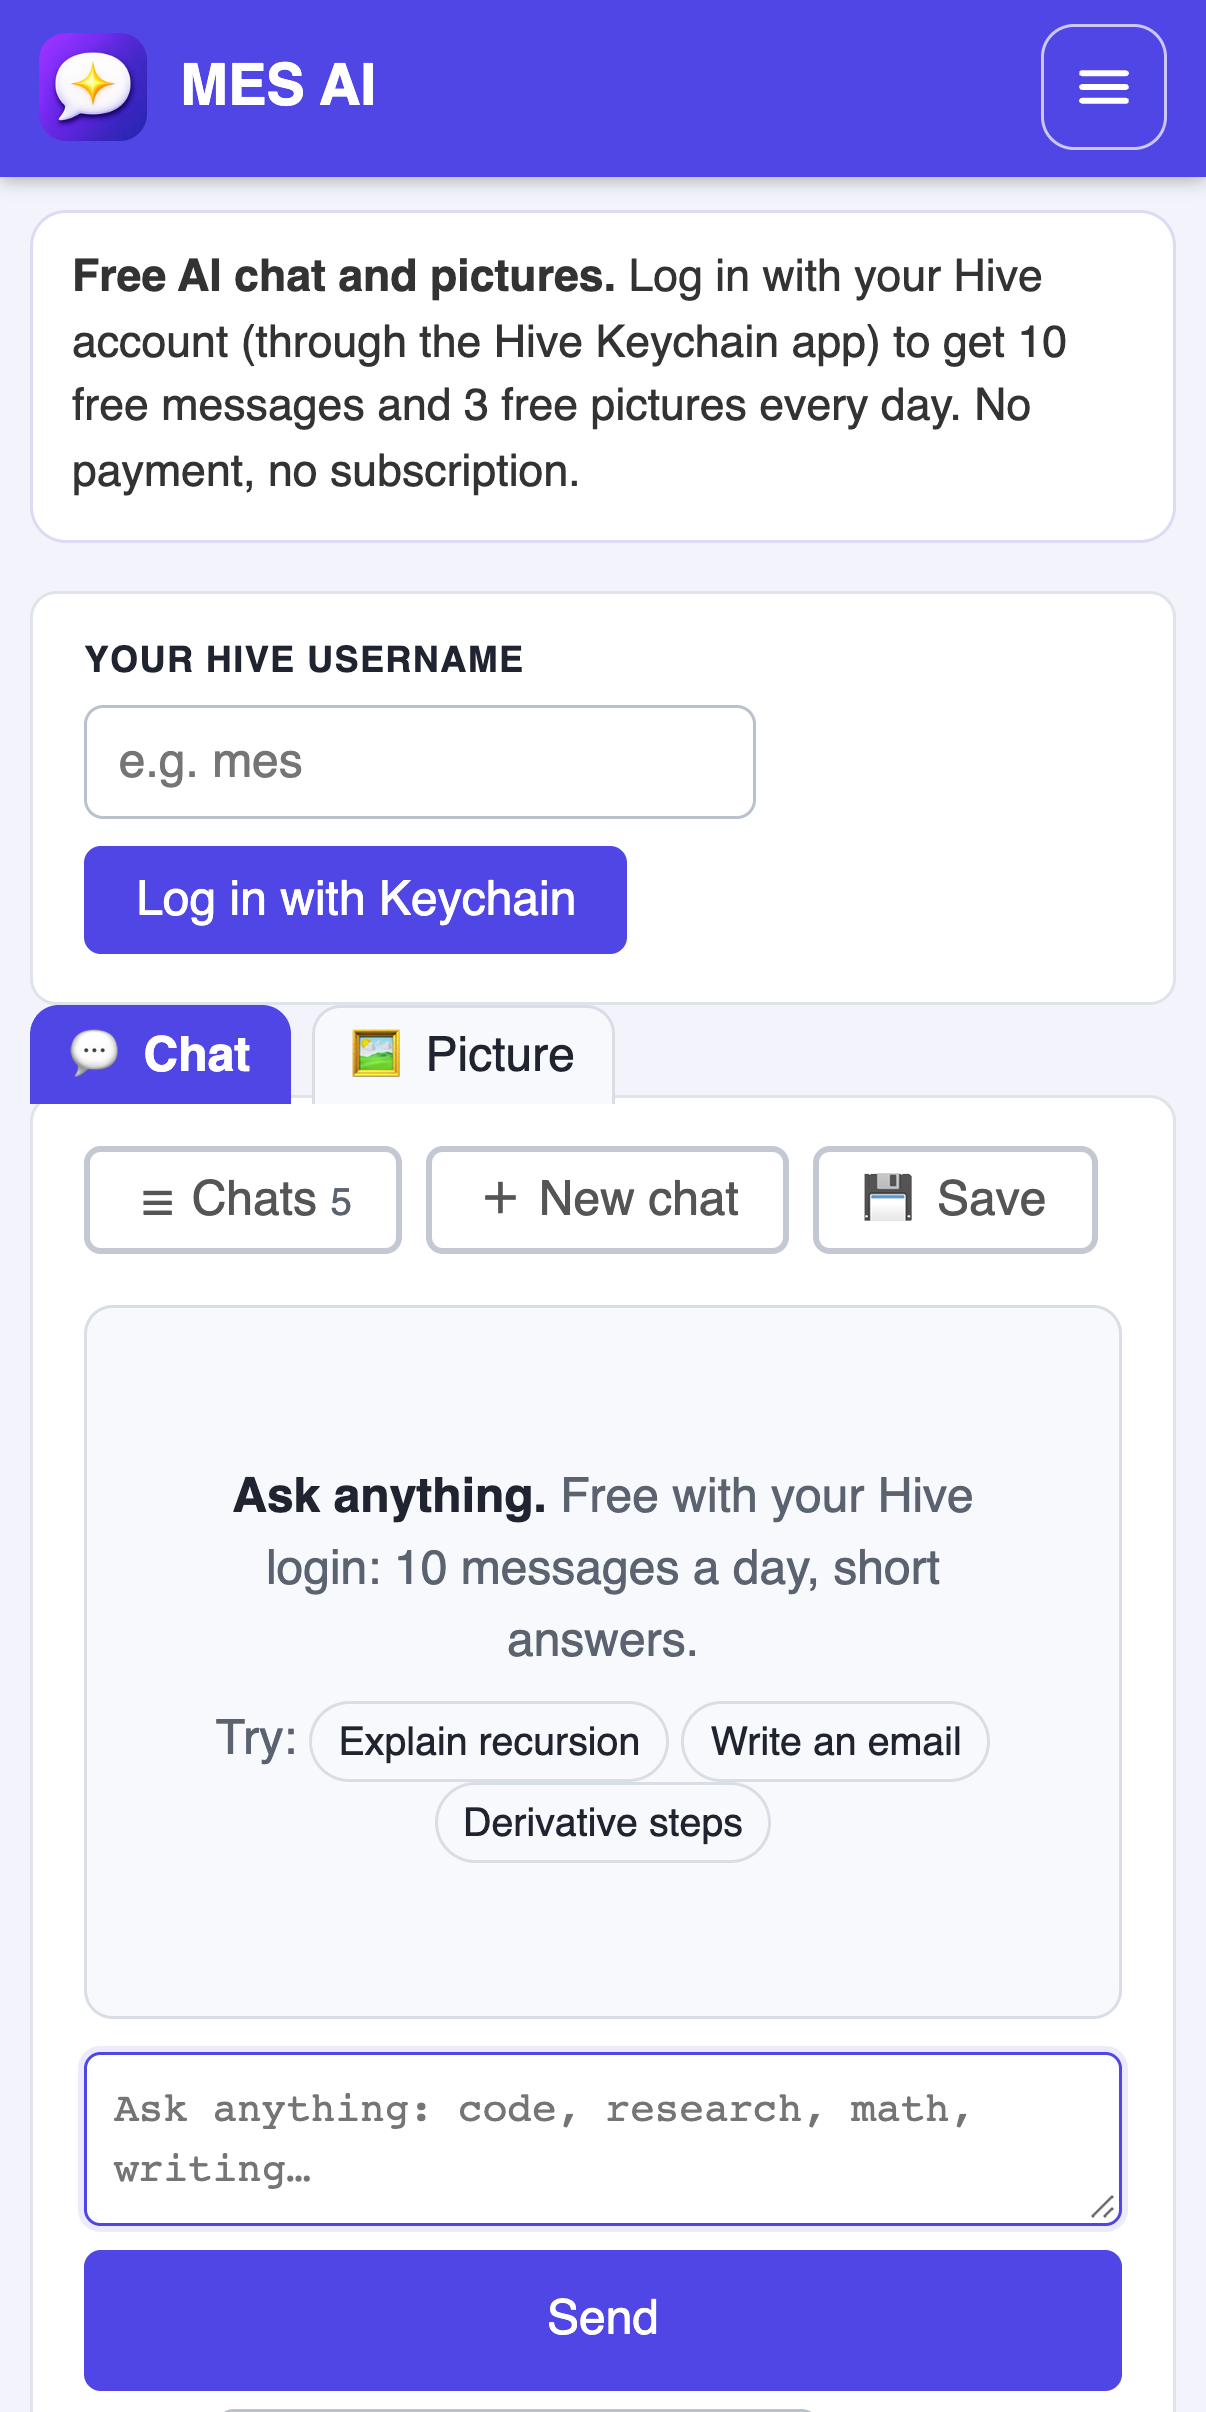 MES AI
Free AI chat and pictures. Log in with your Hive
account (through the Hive Keychain app) to get 10
free messages and 3 free pictures every day. No
payment, no subscription.
YOUR HIVE USERNAME
e.g. mes
Log in with Keychain
Chat
Picture
≡ Chats 5
+ New chat
Save
Ask anything. Free with your Hive
login: 10 messages a day, short
answers.
Try: Explain recursion Write an email
Derivative steps
Ask anything: code, research, math,
writing…
Send